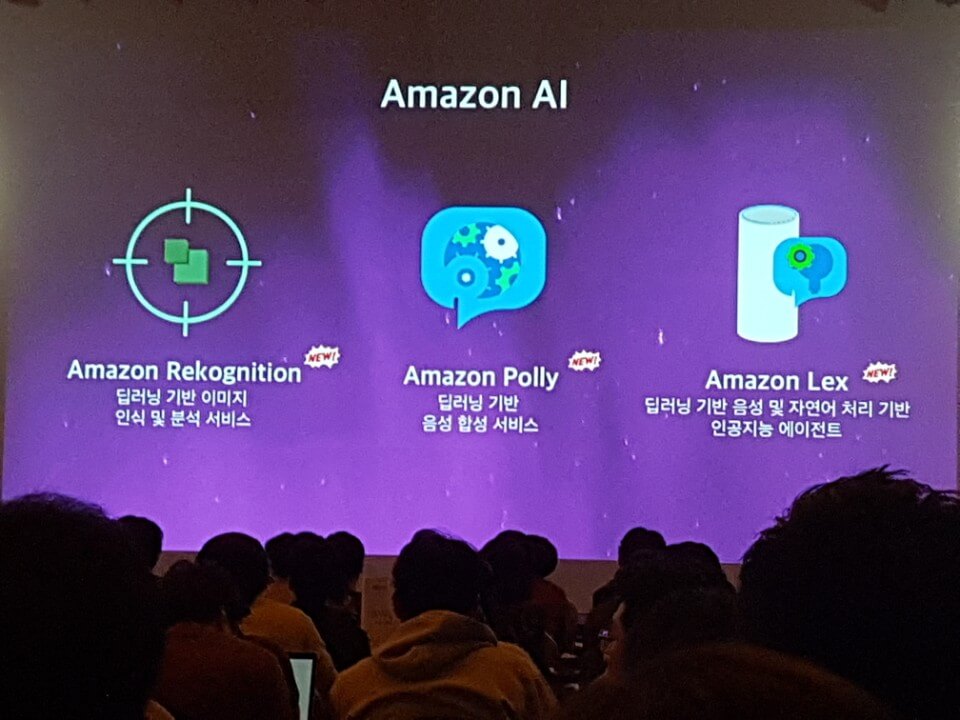 Amazon AI
Amazon Rekognition
NEW!
딥러닝 기반 이미지
인식 및 분석 서비스
Amazon Polly
NEW!
딥러닝 기반
음성 합성 서비스
Amazon Lex
NEW!
딥러닝 기반 음성 및 자연어 처리 기반
인공지능 에이전트